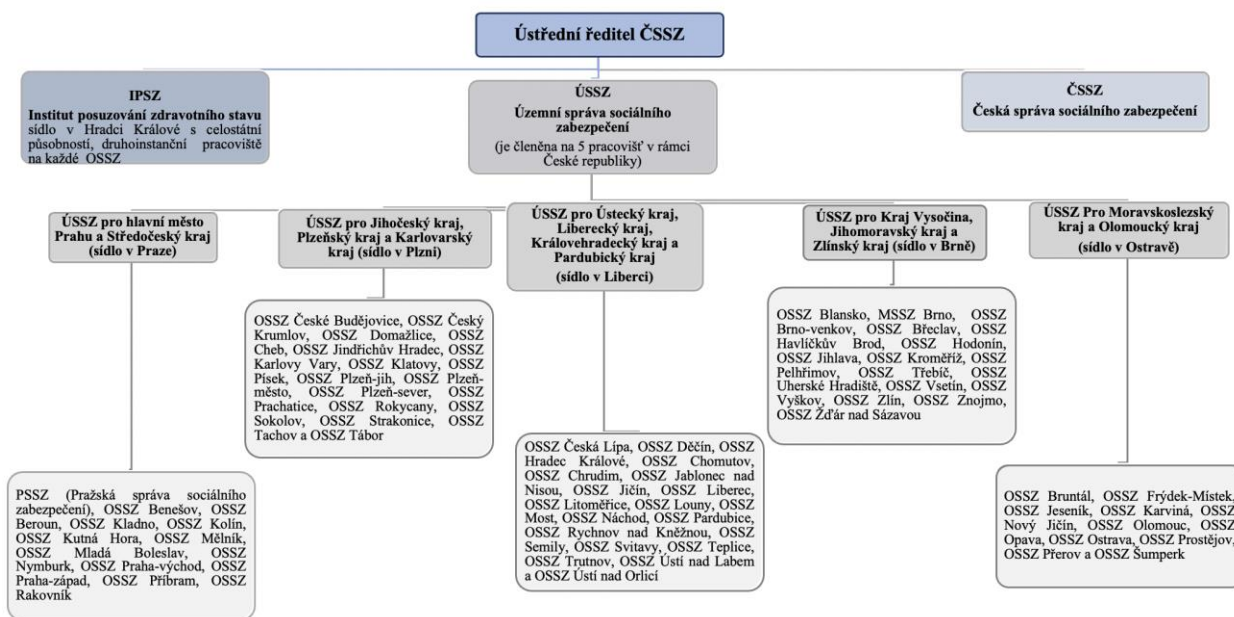 Ústřední ředitel ČSSZ
IPSZ
Institut posuzování zdravotního stavu
sídlo v Hradci Králové s celostátní
působností, druhoinstanční pracoviště
na každé OSSZ
ÚSSZ
Územní správa sociálního
zabezpečení
(je členěna na 5 pracovišť v rámci
České republiky)
ČSSZ
Česká správa sociálního zabezpečení
ÚSSZ pro hlavní město
Prahu a Středočeský kraj
(sídlo v Praze)
ÚSSZ pro Jihočeský kraj,
Plzeňský kraj a Karlovarský
kraj (sídlo v Plzni)
ÚSSZ pro Ústecký kraj,
Liberecký kraj,
Královehradecký kraj a
Pardubický kraj
(sídlo v Liberci)
ÚSSZ pro Kraj Vysočina,
Jihomoravský kraj a
Zlínský kraj (sídlo v Brně)
ÚSSZ Pro Moravskoslezský
kraj a Olomoucký kraj
(sídlo v Ostravě)
PSSZ (Pražská správa sociálního
zabezpečení), OSSZ Benešov, OSSZ
Beroun, OSSZ Kladno, OSSZ Kolín,
OSSZ Kutná Hora, OSSZ Mělník,
OSSZ Mladá Boleslav, OSSZ
Nymburk, OSSZ Praha-východ, OSSZ
Praha-západ, OSSZ Příbram, OSSZ
Rakovník
OSSZ České Budějovice, OSSZ Český
Krumlov, OSSZ Domažlice, OSSZ
Cheb, OSSZ Jindřichův Hradec, OSSZ
Karlovy Vary, OSSZ Klatovy, OSSZ
Písek, OSSZ Plzeň-jih, OSSZ Plzeň-
město, OSSZ Plzeň-sever, OSSZ
Prachatice, OSSZ Rokycany, OSSZ
Sokolov, OSSZ Strakonice, OSSZ
Tachov a OSSZ Tábor
OSSZ Česká Lípa, OSSZ Děčín, OSSZ
Hradec Králové, OSSZ Chomutov,
OSSZ Chrudim, OSSZ Jablonec nad
Nisou, OSSZ Jičín, OSSZ Liberec,
OSSZ Litoměřice, OSSZ Louny, OSSZ
Most, OSSZ Náchod, OSSZ Pardubice,
OSSZ Rychnov nad Kněžnou, OSSZ
Semily, OSSZ Svitavy, OSSZ Teplice,
OSSZ Trutnov, OSSZ Ústí nad Labem
a OSSZ Ústí nad Orlicí
OSSZ Blansko, MSSZ Brno, OSSZ
Brno-venkov, OSSZ Břeclav, OSSZ
Havlíčkův Brod, OSSZ Hodonín,
OSSZ Jihlava, OSSZ Kroměříž, OSSZ
Pelhřimov, OSSZ Třebíč, OSSZ
Uherské Hradiště, OSSZ Vsetín, OSSZ
Vyškov, OSSZ Zlín, OSSZ Znojmo,
OSSZ Žďár nad Sázavou
OSSZ Bruntál, OSSZ Frýdek-Místek,
OSSZ Jeseník, OSSZ Karviná, OSSZ
Nový Jičín, OSSZ Olomouc, OSSZ
Opava, OSSZ Ostrava, OSSZ Prostějov,
OSSZ Přerov a OSSZ Šumperk